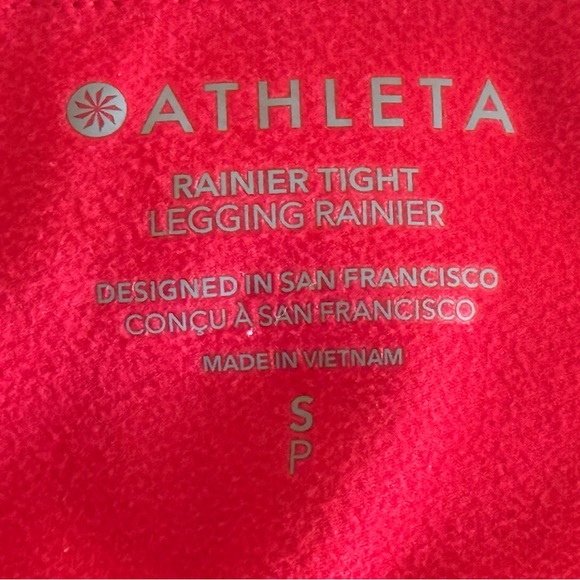 ATHLETA
RAINIER TIGHT
LEGGING RAINIER
DESIGNED IN SAN FRANCISCO
CONÇU À SAN FRANCISCO
MADE IN VIETNAM
S
P